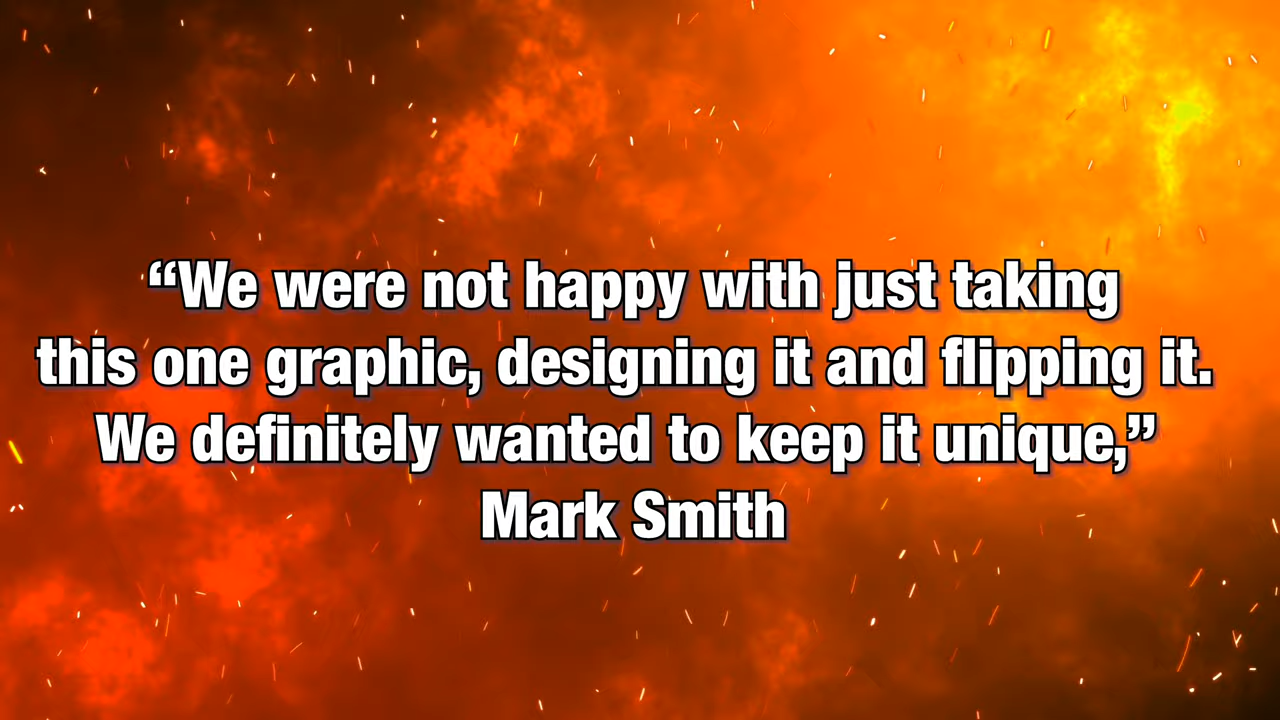 “We were not happy with just taking
this one graphic, designing it and flipping it.
We definitely wanted to keep it unique,”
Mark Smith